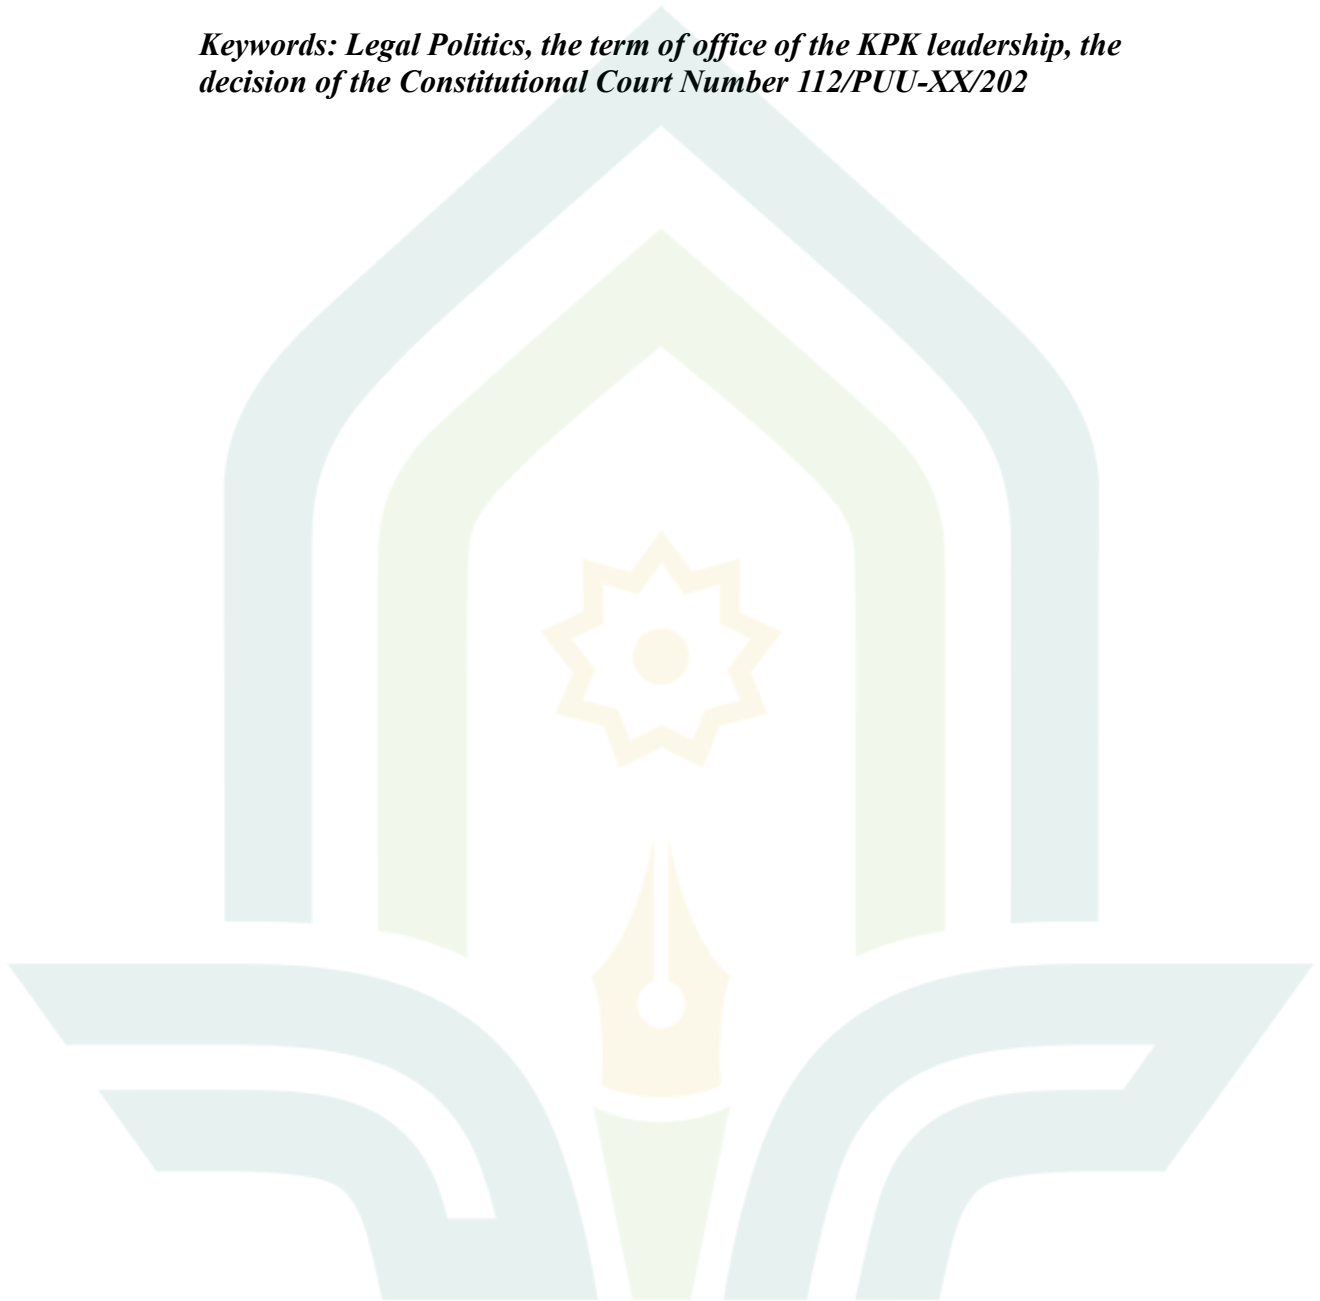 Keywords: Legal Politics, the term of office of the KPK leadership, the
decision of the Constitutional Court Number 112/PUU-XX/202